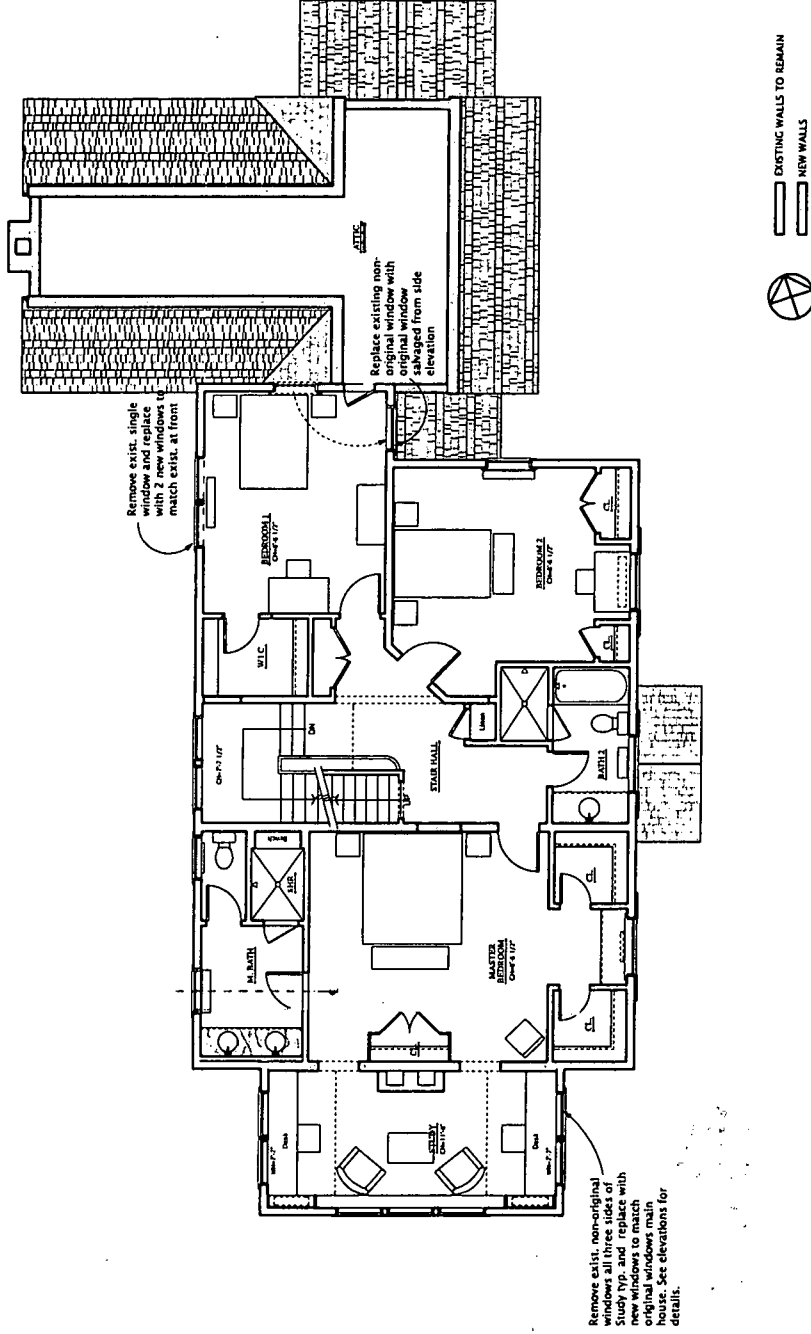 Remove exist. single
window and replace
with 2 new windows to
match exist. at front
Replace existing non-
original window with
original window
salvaged from side
elevation
ATTIC
BEDROOM 1
BEDROOM 2
W.I.C.
CL
CL
DN
STAIR HALL
Linen
BATH 2
Bench
SHR
M. BATH
MASTER
BEDROOM
CL
CL
CL
STUDY
Desk
Desk
Remove exist. non-original
windows all three sides of
Study typ. and replace with
new windows to match
original windows main
house. See elevations for
details.
EXISTING WALLS TO REMAIN
NEW WALLS